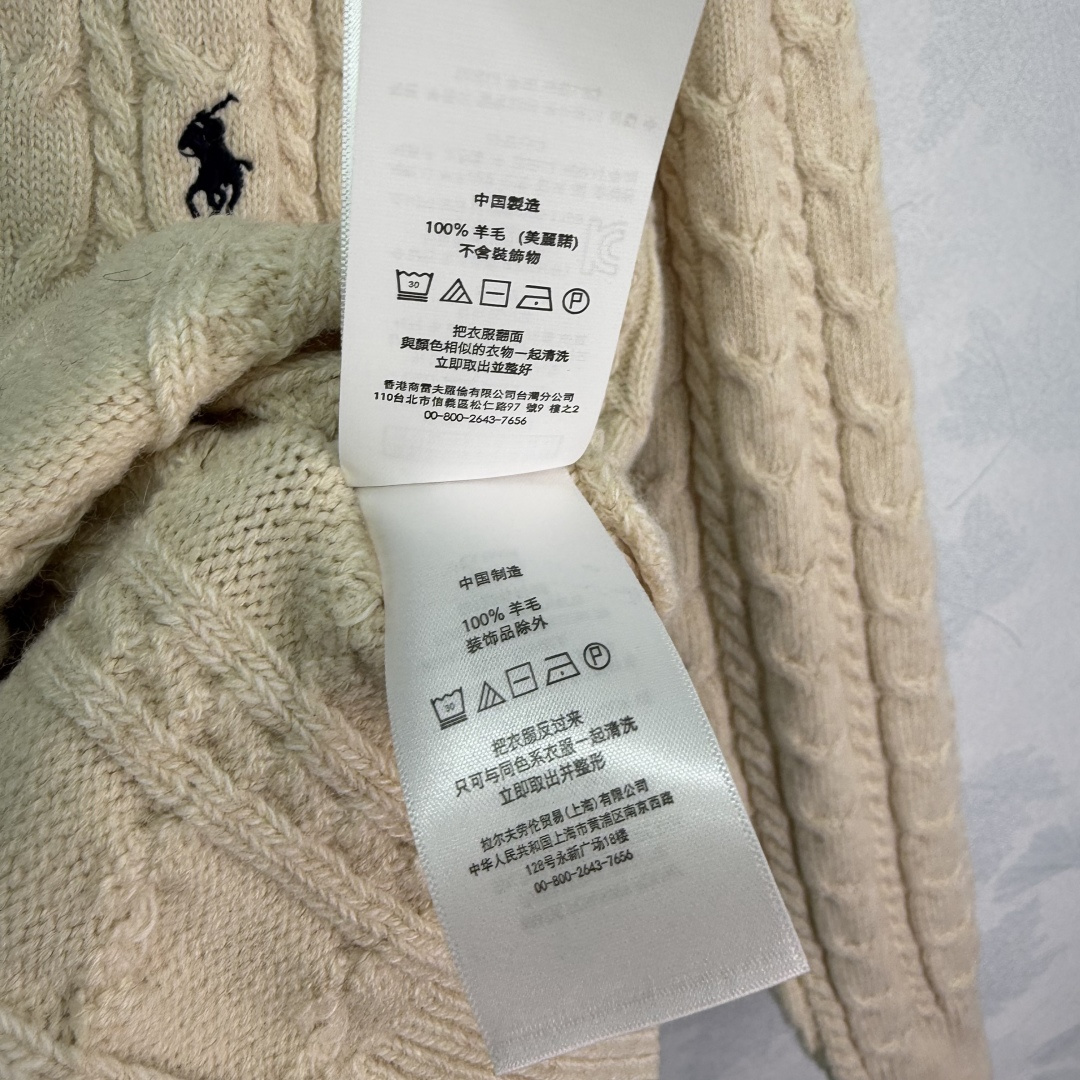 中国製造
100% 羊毛 (美麗諾)
不含裝飾物
30
P
把衣服翻面
與顏色相似的衣物一起清洗
立即取出並整好
香港商雷夫羅倫有限公司台灣分公司
110台北市信義區松仁路97 號9 樓之2
00-800-2643-7656
中国制造
100% 羊毛
装饰品除外
30
P
把衣服反过来
只可与同色系衣服一起清洗
立即取出并整形
拉尔夫劳伦贸易(上海)有限公司
中华人民共和国上海市黄浦区南京西路
128号永新广场18楼
00-800-2643-7656